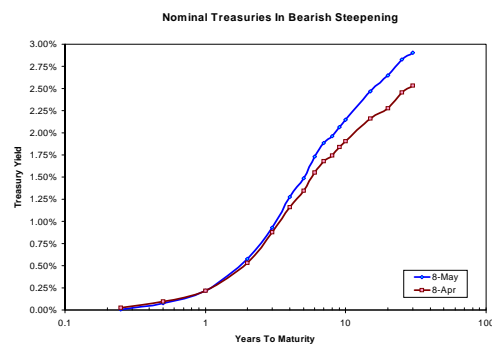 Nominal Treasuries In Bearish Steepening
3.00%
2.75%
2.50%
2.25%
2.00%
1.75%
1.50%
1.25%
1.00%
0.75%
0.50%
0.25%
0.00%
Treasury Yield
0.1 1 10 100
Years To Maturity
8-May
8-Apr